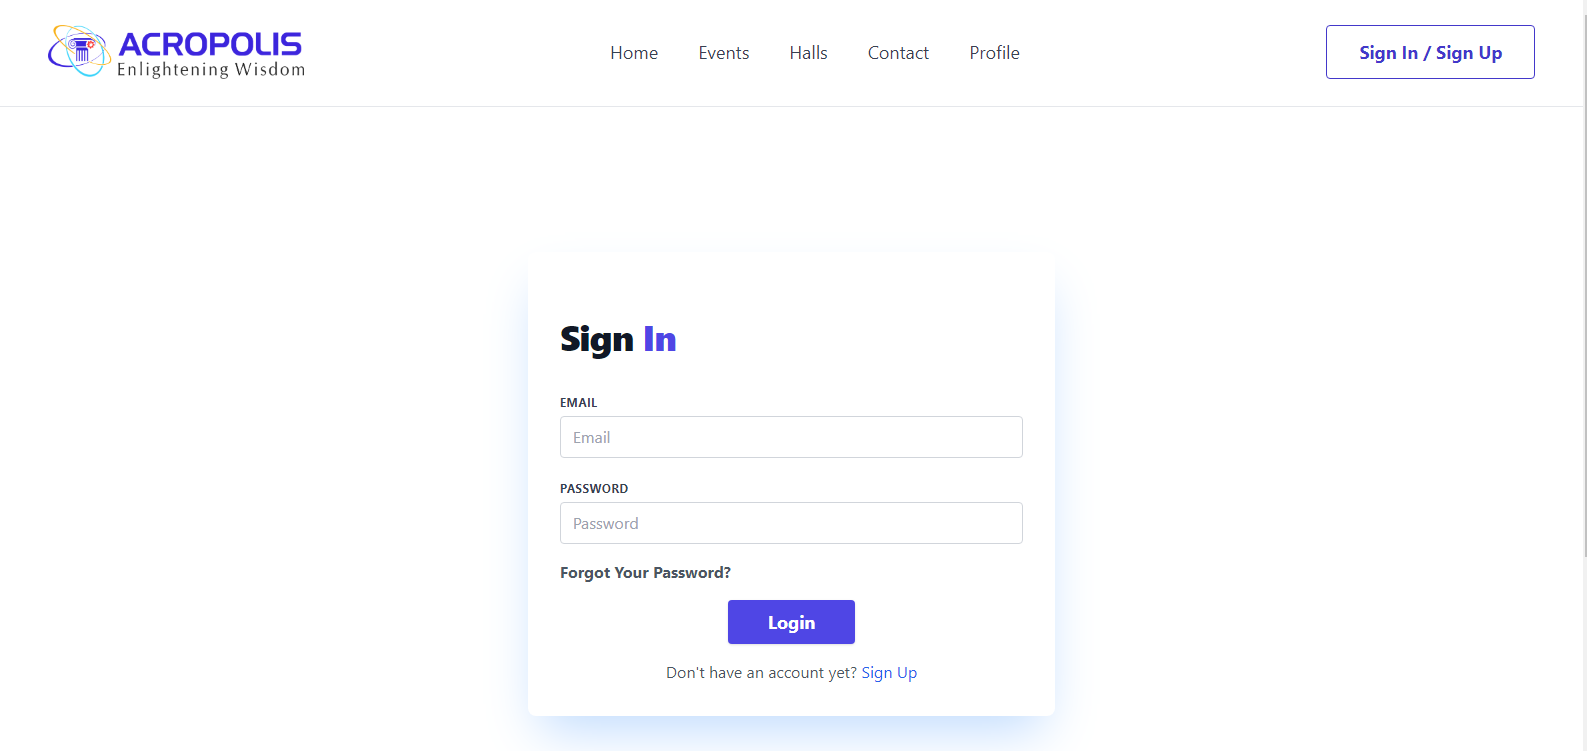 ACROPOLIS
Enlightening Wisdom
Home Events Halls Contact Profile
Sign In / Sign Up
Sign In
EMAIL
Email
PASSWORD
Password
Forgot Your Password?
Login
Don't have an account yet? Sign Up